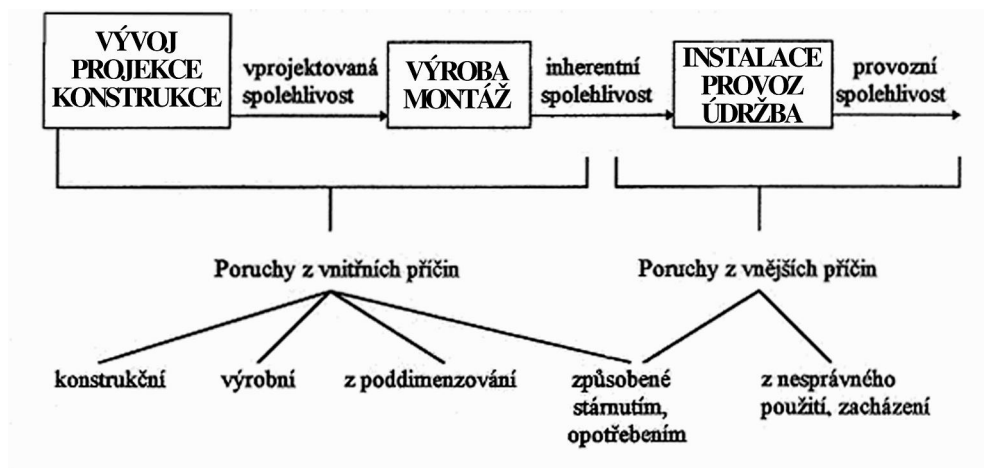 VÝVOJ
PROJEKCE
KONSTRUKCE
vprojektovaná
spolehlivost
VÝROBA
MONTÁŽ
inherentní
spolehlivost
INSTALACE
PROVOZ
ÚDRŽBA
provozní
spolehlivost
Poruchy z vnitřních příčin
Poruchy z vnějších příčin
konstrukční
výrobní
z poddimenzování
způsobené
stárnutím,
opotřebením
z nesprávného
použití, zacházení